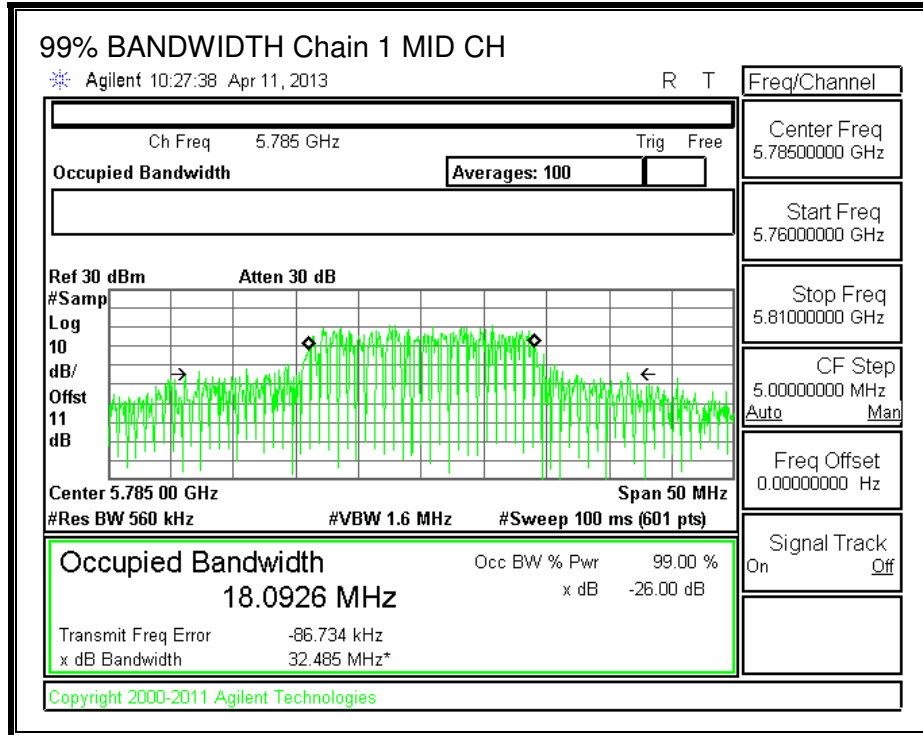 99% BANDWIDTH Chain 1 MID CH
Agilent 10:27:38 Apr 11, 2013 R T
Ch Freq 5.785 GHz Trig Free
Occupied Bandwidth Averages: 100
Ref 30 dBm Atten 30 dB
#Samp
Log
10
dB/
Offst
11
dB
Center 5.785 00 GHz Span 50 MHz
#Res BW 560 kHz #VBW 1.6 MHz #Sweep 100 ms (601 pts)
Occupied Bandwidth Occ BW % Pwr 99.00 %
18.0926 MHz x dB -26.00 dB
Transmit Freq Error -86.734 kHz
x dB Bandwidth 32.485 MHz*
Copyright 2000-2011 Agilent Technologies
Freq/Channel
Center Freq
5.78500000 GHz
Start Freq
5.76000000 GHz
Stop Freq
5.81000000 GHz
CF Step
5.00000000 MHz
Auto Man
Freq Offset
0.00000000 Hz
Signal Track
On Off